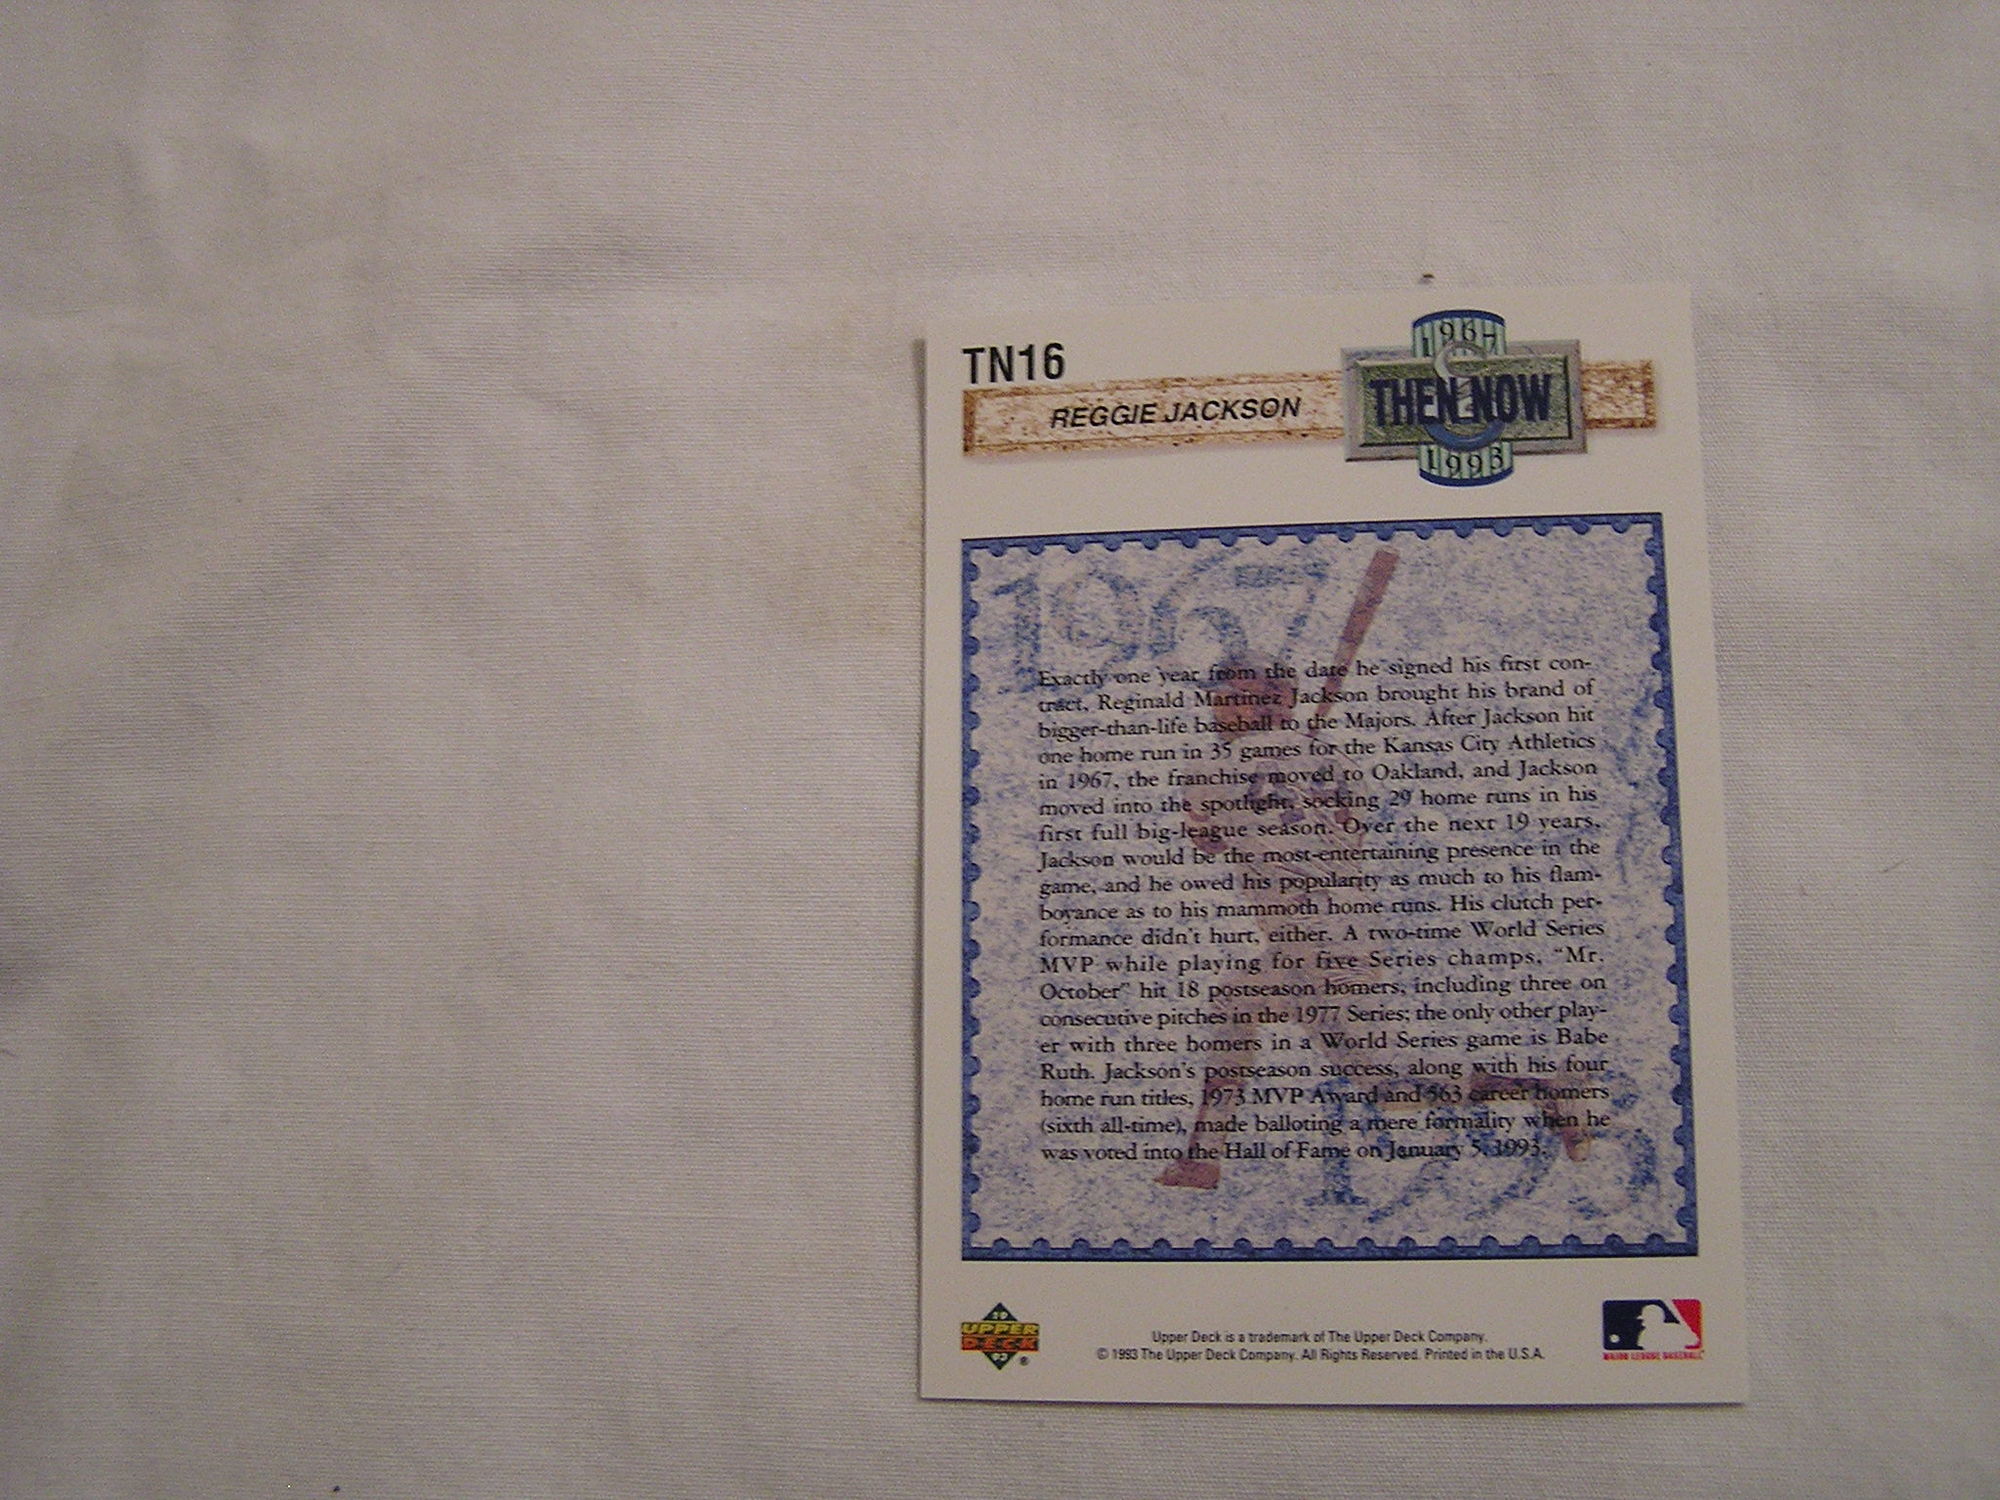 TN16
REGGIE JACKSON
1967
THEN NOW
1993
1967
Exactly one year from the date he signed his first con-
tract, Reginald Martinez Jackson brought his brand of
bigger-than-life baseball to the Majors. After Jackson hit
one home run in 35 games for the Kansas City Athletics
in 1967, the franchise moved to Oakland, and Jackson
moved into the spotlight, socking 29 home runs in his
first full big-league season. Over the next 19 years,
Jackson would be the most-entertaining presence in the
game, and he owed his popularity as much to his flam-
boyance as to his mammoth home runs. His clutch per-
formance didn't hurt, either. A two-time World Series
MVP while playing for five Series champs, "Mr.
October" hit 18 postseason homers, including three on
consecutive pitches in the 1977 Series; the only other play-
er with three homers in a World Series game is Babe
Ruth. Jackson's postseason success, along with his four
home run titles, 1973 MVP Award and 563 career homers
(sixth all-time), made balloting a mere formality when he
was voted into the Hall of Fame on January 5, 1993.
1993
19
UPPER
DECK
93
®
Upper Deck is a trademark of The Upper Deck Company.
© 1993 The Upper Deck Company. All Rights Reserved. Printed in the U.S.A.
MAJOR LEAGUE BASEBALL